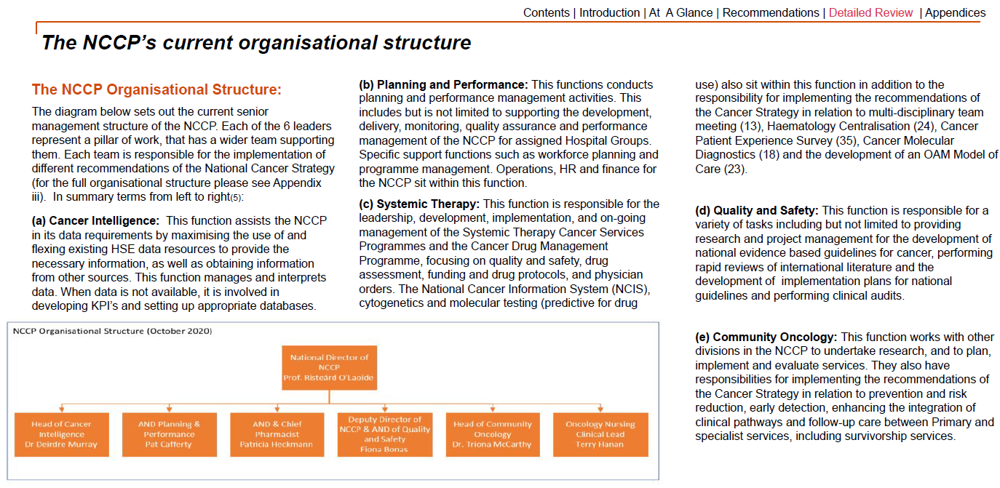 Contents | Introduction | At A Glance | Recommendations | Detailed Review | Appendices
The NCCP's current organisational structure
The NCCP Organisational Structure:
The diagram below sets out the current senior
management structure of the NCCP. Each of the 6 leaders
represent a pillar of work, that has a wider team supporting
them. Each team is responsible for the implementation of
different recommendations of the National Cancer Strategy
(for the full organisational structure please see Appendix
iii). In summary terms from left to right(5):
(a) Cancer Intelligence: This function assists the NCCP
in its data requirements by maximising the use of and
flexing existing HSE data resources to provide the
necessary information, as well as obtaining information
from other sources. This function manages and interprets
data. When data is not available, it is involved in
developing KPI's and setting up appropriate databases.
(b) Planning and Performance: This functions conducts
planning and performance management activities. This
includes but is not limited to supporting the development,
delivery, monitoring, quality assurance and performance
management of the NCCP for assigned Hospital Groups.
Specific support functions such as workforce planning and
programme management. Operations, HR and finance for
the NCCP sit within this function.
(c) Systemic Therapy: This function is responsible for the
leadership, development, implementation, and on-going
management of the Systemic Therapy Cancer Services
Programmes and the Cancer Drug Management
Programme, focusing on quality and safety, drug
assessment, funding and drug protocols, and physician
orders. The National Cancer Information System (NCIS),
cytogenetics and molecular testing (predictive for drug
use) also sit within this function in addition to the
responsibility for implementing the recommendations of
the Cancer Strategy in relation to multi-disciplinary team
meeting (13), Haematology Centralisation (24), Cancer
Patient Experience Survey (35), Cancer Molecular
Diagnostics (18) and the development of an OAM Model of
Care (23).
(d) Quality and Safety: This function is responsible for a
variety of tasks including but not limited to providing
research and project management for the development of
national evidence based guidelines for cancer, performing
rapid reviews of international literature and the
development of implementation plans for national
guidelines and performing clinical audits.
(e) Community Oncology: This function works with other
divisions in the NCCP to undertake research, and to plan,
implement and evaluate services. They also have
responsibilities for implementing the recommendations of
the Cancer Strategy in relation to prevention and risk
reduction, early detection, enhancing the integration of
clinical pathways and follow-up care between Primary and
specialist services, including survivorship services.
NCCP Organisational Structure (October 2020)
National Director of
NCCP
Prof. Risteárd O'Laoide
Head of Cancer
Intelligence
Dr Deirdre Murray
AND Planning &
Performance
Pat Cafferty
AND & Chief
Pharmacist
Patricia Heckmann
Deputy Director of
NCCP & AND of Quality
and Safety
Fiona Bonas
Head of Community
Oncology
Dr. Triona McCarthy
Oncology Nursing
Clinical Lead
Terry Hanan